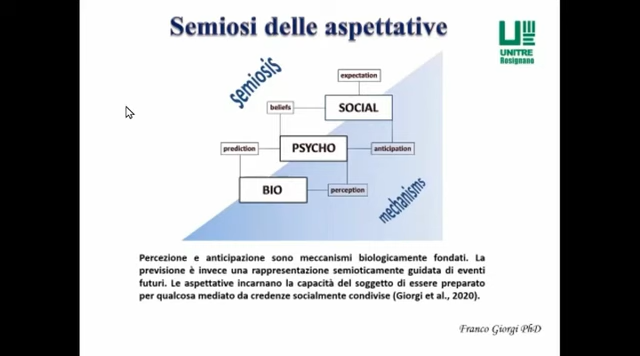 Semiosi delle aspettative
UNITRE
Rosignano
semiosis
expectation
beliefs
SOCIAL
prediction
PSYCHO
anticipation
BIO
perception
mechanisms
Percezione e anticipazione sono meccanismi biologicamente fondati. La
previsione è invece una rappresentazione semioticamente guidata di eventi
futuri. Le aspettative incarnano la capacità del soggetto di essere preparato
per qualcosa mediato da credenze socialmente condivise (Giorgi et al., 2020).
Franco Giorgi PhD